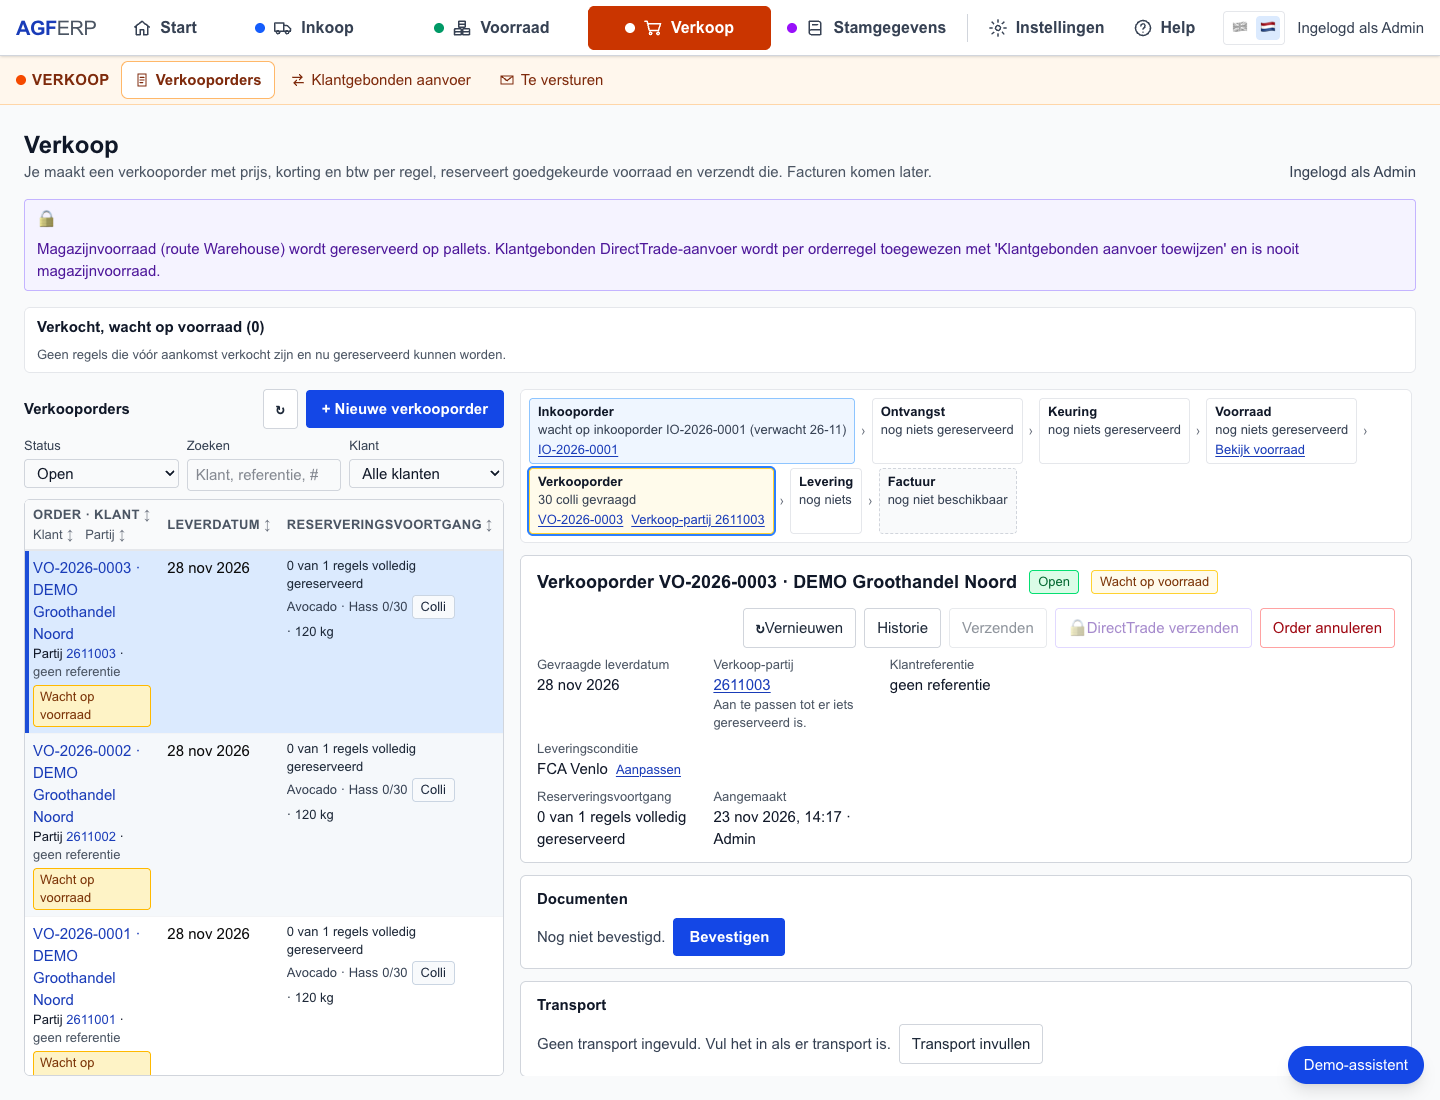 AGFERP
Start
Inkoop
Voorraad
Verkoop
Stamgegevens
Instellingen
Help
Ingelogd als Admin
VERKOOP
Verkooporders
Klantgebonden aanvoer
Te versturen
Verkoop
Je maakt een verkooporder met prijs, korting en btw per regel, reserveert goedgekeurde voorraad en verzendt die. Facturen komen later.
Ingelogd als Admin
Magazijnvoorraad (route Warehouse) wordt gereserveerd op pallets. Klantgebonden DirectTrade-aanvoer wordt per orderregel toegewezen met 'Klantgebonden aanvoer toewijzen' en is nooit
magazijnvoorraad.
Verkocht, wacht op voorraad (0)
Geen regels die vóór aankomst verkocht zijn en nu gereserveerd kunnen worden.
Verkooporders
↻
+ Nieuwe verkooporder
Status
Zoeken
Klant
Open
Klant, referentie, #
Alle klanten
ORDER · KLANT ↕
Klant ↕ Partij ↕
LEVERDATUM ↕
RESERVERINGSVOORTGANG ↕
VO-2026-0003 ·
DEMO
Groothandel
Noord
Partij 2611003 ·
geen referentie
Wacht op
voorraad
28 nov 2026
0 van 1 regels volledig
gereserveerd
Avocado · Hass 0/30 Colli
· 120 kg
VO-2026-0002 ·
DEMO
Groothandel
Noord
Partij 2611002 ·
geen referentie
Wacht op
voorraad
28 nov 2026
0 van 1 regels volledig
gereserveerd
Avocado · Hass 0/30 Colli
· 120 kg
VO-2026-0001 ·
DEMO
Groothandel
Noord
Partij 2611001 ·
geen referentie
Wacht op
28 nov 2026
0 van 1 regels volledig
gereserveerd
Avocado · Hass 0/30 Colli
· 120 kg
Inkooporder
wacht op inkooporder IO-2026-0001 (verwacht 26-11)
IO-2026-0001
›
Ontvangst
nog niets gereserveerd
›
Keuring
nog niets gereserveerd
›
Voorraad
nog niets gereserveerd
Bekijk voorraad
›
Verkooporder
30 colli gevraagd
VO-2026-0003 Verkoop-partij 2611003
›
Levering
nog niets
›
Factuur
nog niet beschikbaar
Verkooporder VO-2026-0003 · DEMO Groothandel Noord
Open
Wacht op voorraad
↻Vernieuwen
Historie
Verzenden
DirectTrade verzenden
Order annuleren
Gevraagde leverdatum
28 nov 2026
Verkoop-partij
2611003
Aan te passen tot er iets
gereserveerd is.
Klantreferentie
geen referentie
Leveringsconditie
FCA Venlo Aanpassen
Reserveringsvoortgang
0 van 1 regels volledig
gereserveerd
Aangemaakt
23 nov 2026, 14:17 ·
Admin
Documenten
Nog niet bevestigd.
Bevestigen
Transport
Geen transport ingevuld. Vul het in als er transport is.
Transport invullen
Demo-assistent